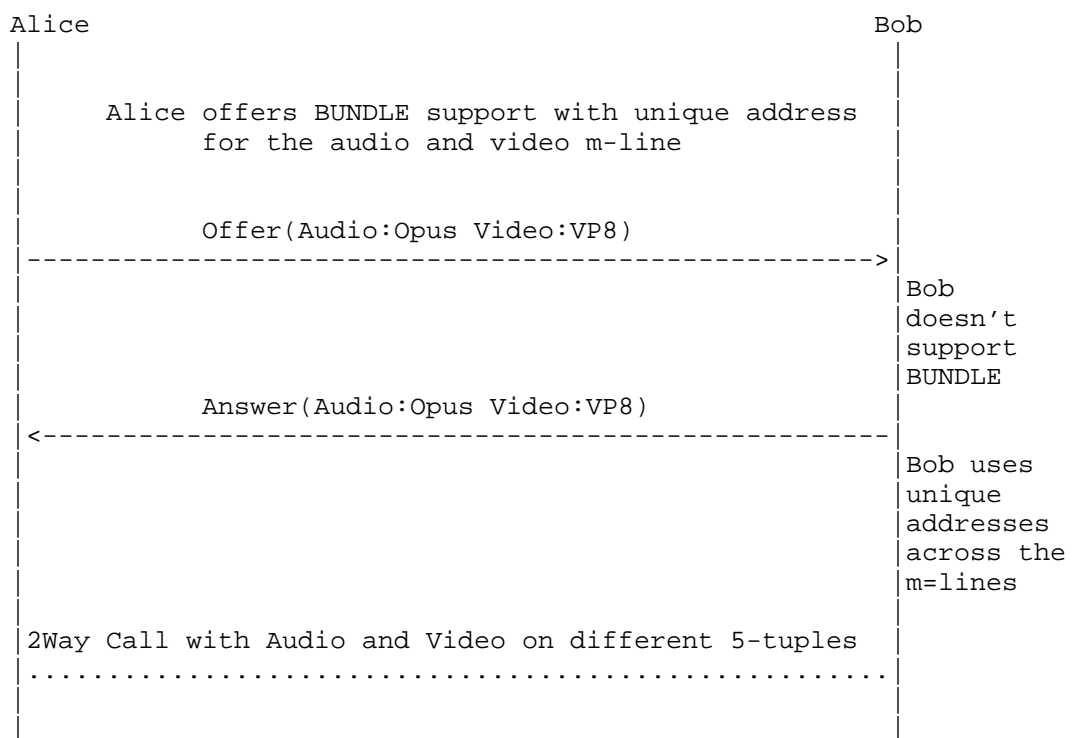 Alice Bob
Alice offers BUNDLE support with unique address
for the audio and video m-line
Offer(Audio:Opus Video:VP8)
|----------------------------------------------------->|
Bob
doesn't
support
BUNDLE
Answer(Audio:Opus Video:VP8)
|<-----------------------------------------------------|
Bob uses
unique
addresses
across the
m=lines
2Way Call with Audio and Video on different 5-tuples
|......................................................|